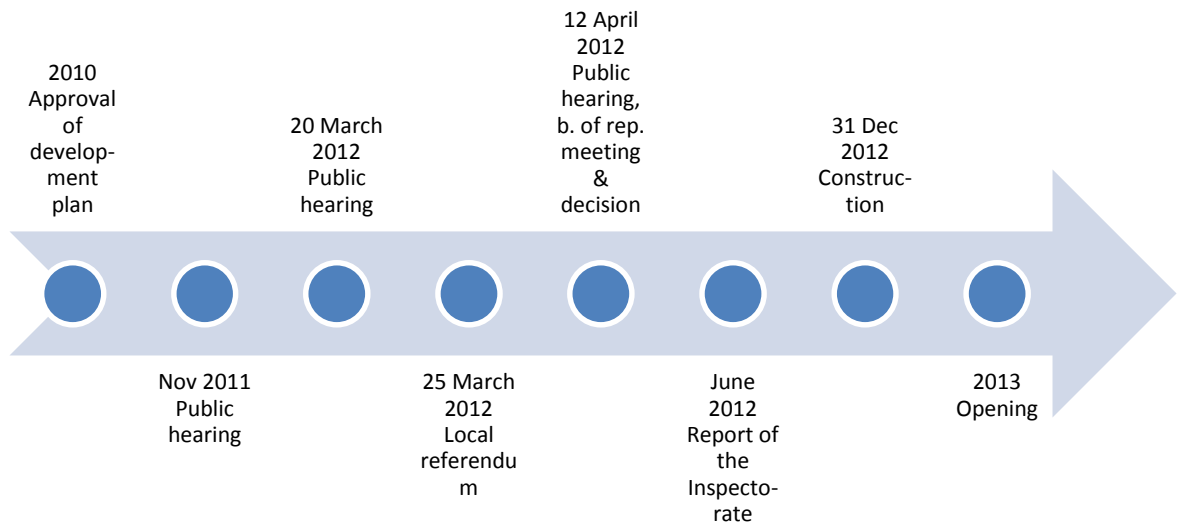 2010
Approval
of
develop-
ment
plan
Nov 2011
Public
hearing
20 March
2012
Public
hearing
25 March
2012
Local
referendu
m
12 April
2012
Public
hearing,
b. of rep.
meeting
&
decision
June
2012
Report of
the
Inspecto-
rate
31 Dec
2012
Construc-
tion
2013
Opening